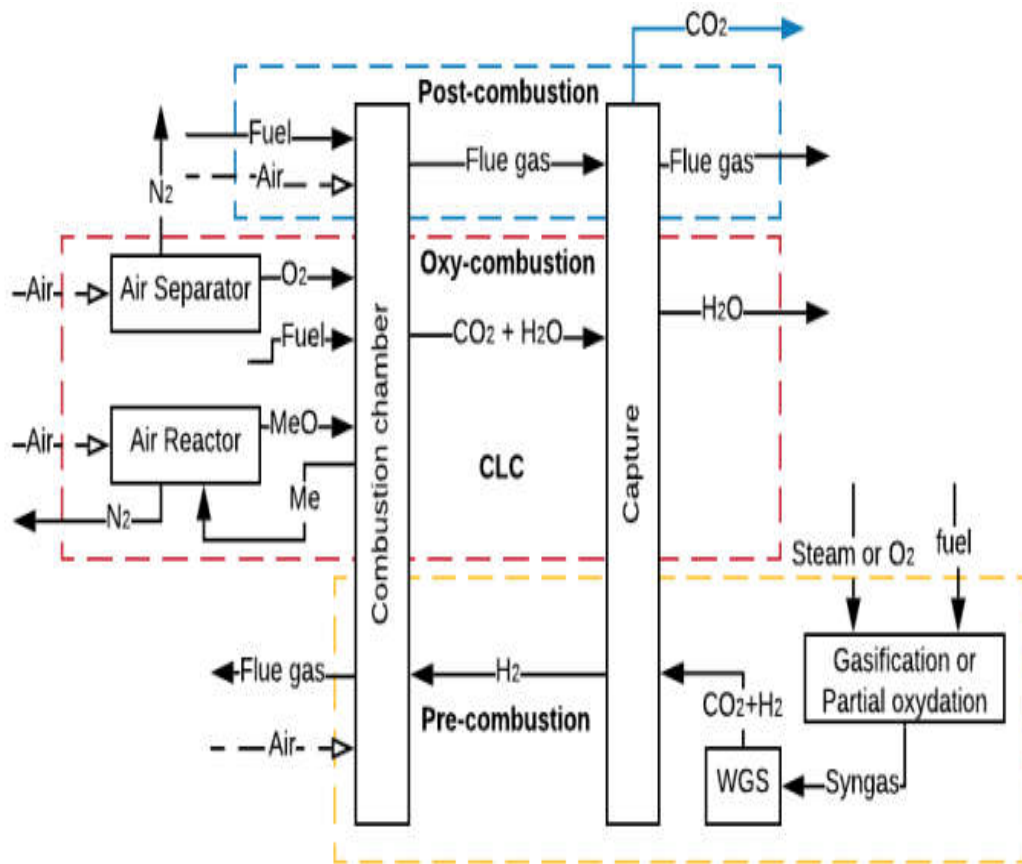 CO2
Post-combustion
Fuel
Flue gas
Flue gas
Air
N2
Oxy-combustion
Air
Air Separator
O2
H2O
Fuel
CO2 + H2O
Combustion chamber
Capture
Air
Air Reactor
MeO
CLC
Me
N2
Steam or O2
fuel
Gasification or
Partial oxydation
Flue gas
H2
CO2+H2
Pre-combustion
Air
WGS
Syngas